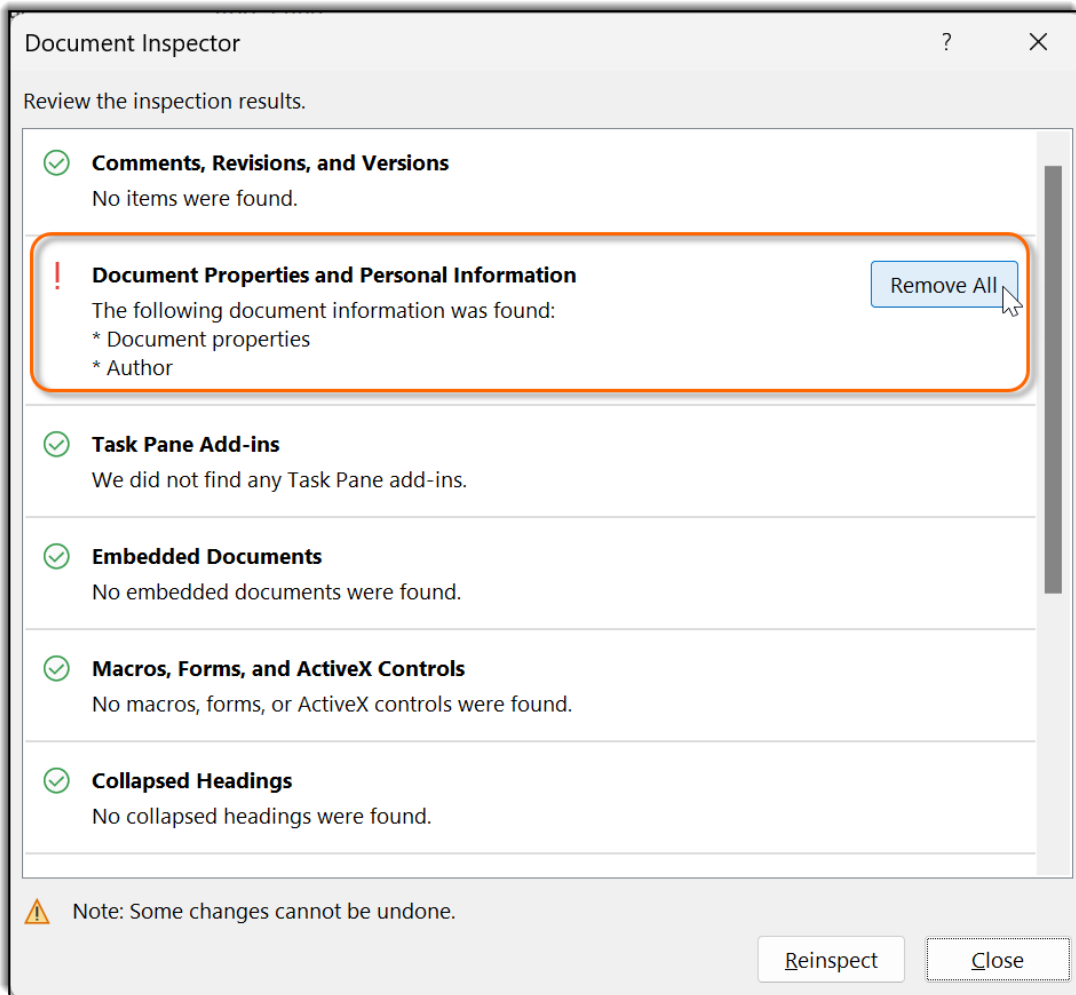 Document Inspector
?
Review the inspection results.
Comments, Revisions, and Versions
No items were found.
Document Properties and Personal Information
Remove All
The following document information was found:
* Document properties
* Author
Task Pane Add-ins
We did not find any Task Pane add-ins.
Embedded Documents
No embedded documents were found.
Macros, Forms, and ActiveX Controls
No macros, forms, or ActiveX controls were found.
Collapsed Headings
No collapsed headings were found.
Note: Some changes cannot be undone.
Reinspect
Close